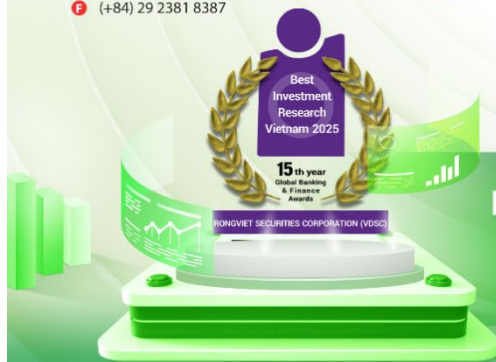 F (+84) 29 2381 8387
Best
Investment
Research
Vietnam 2025
15th year
Global Banking
& Finance
Awards
RONGVIET SECURITIES CORPORATION (VDSC)